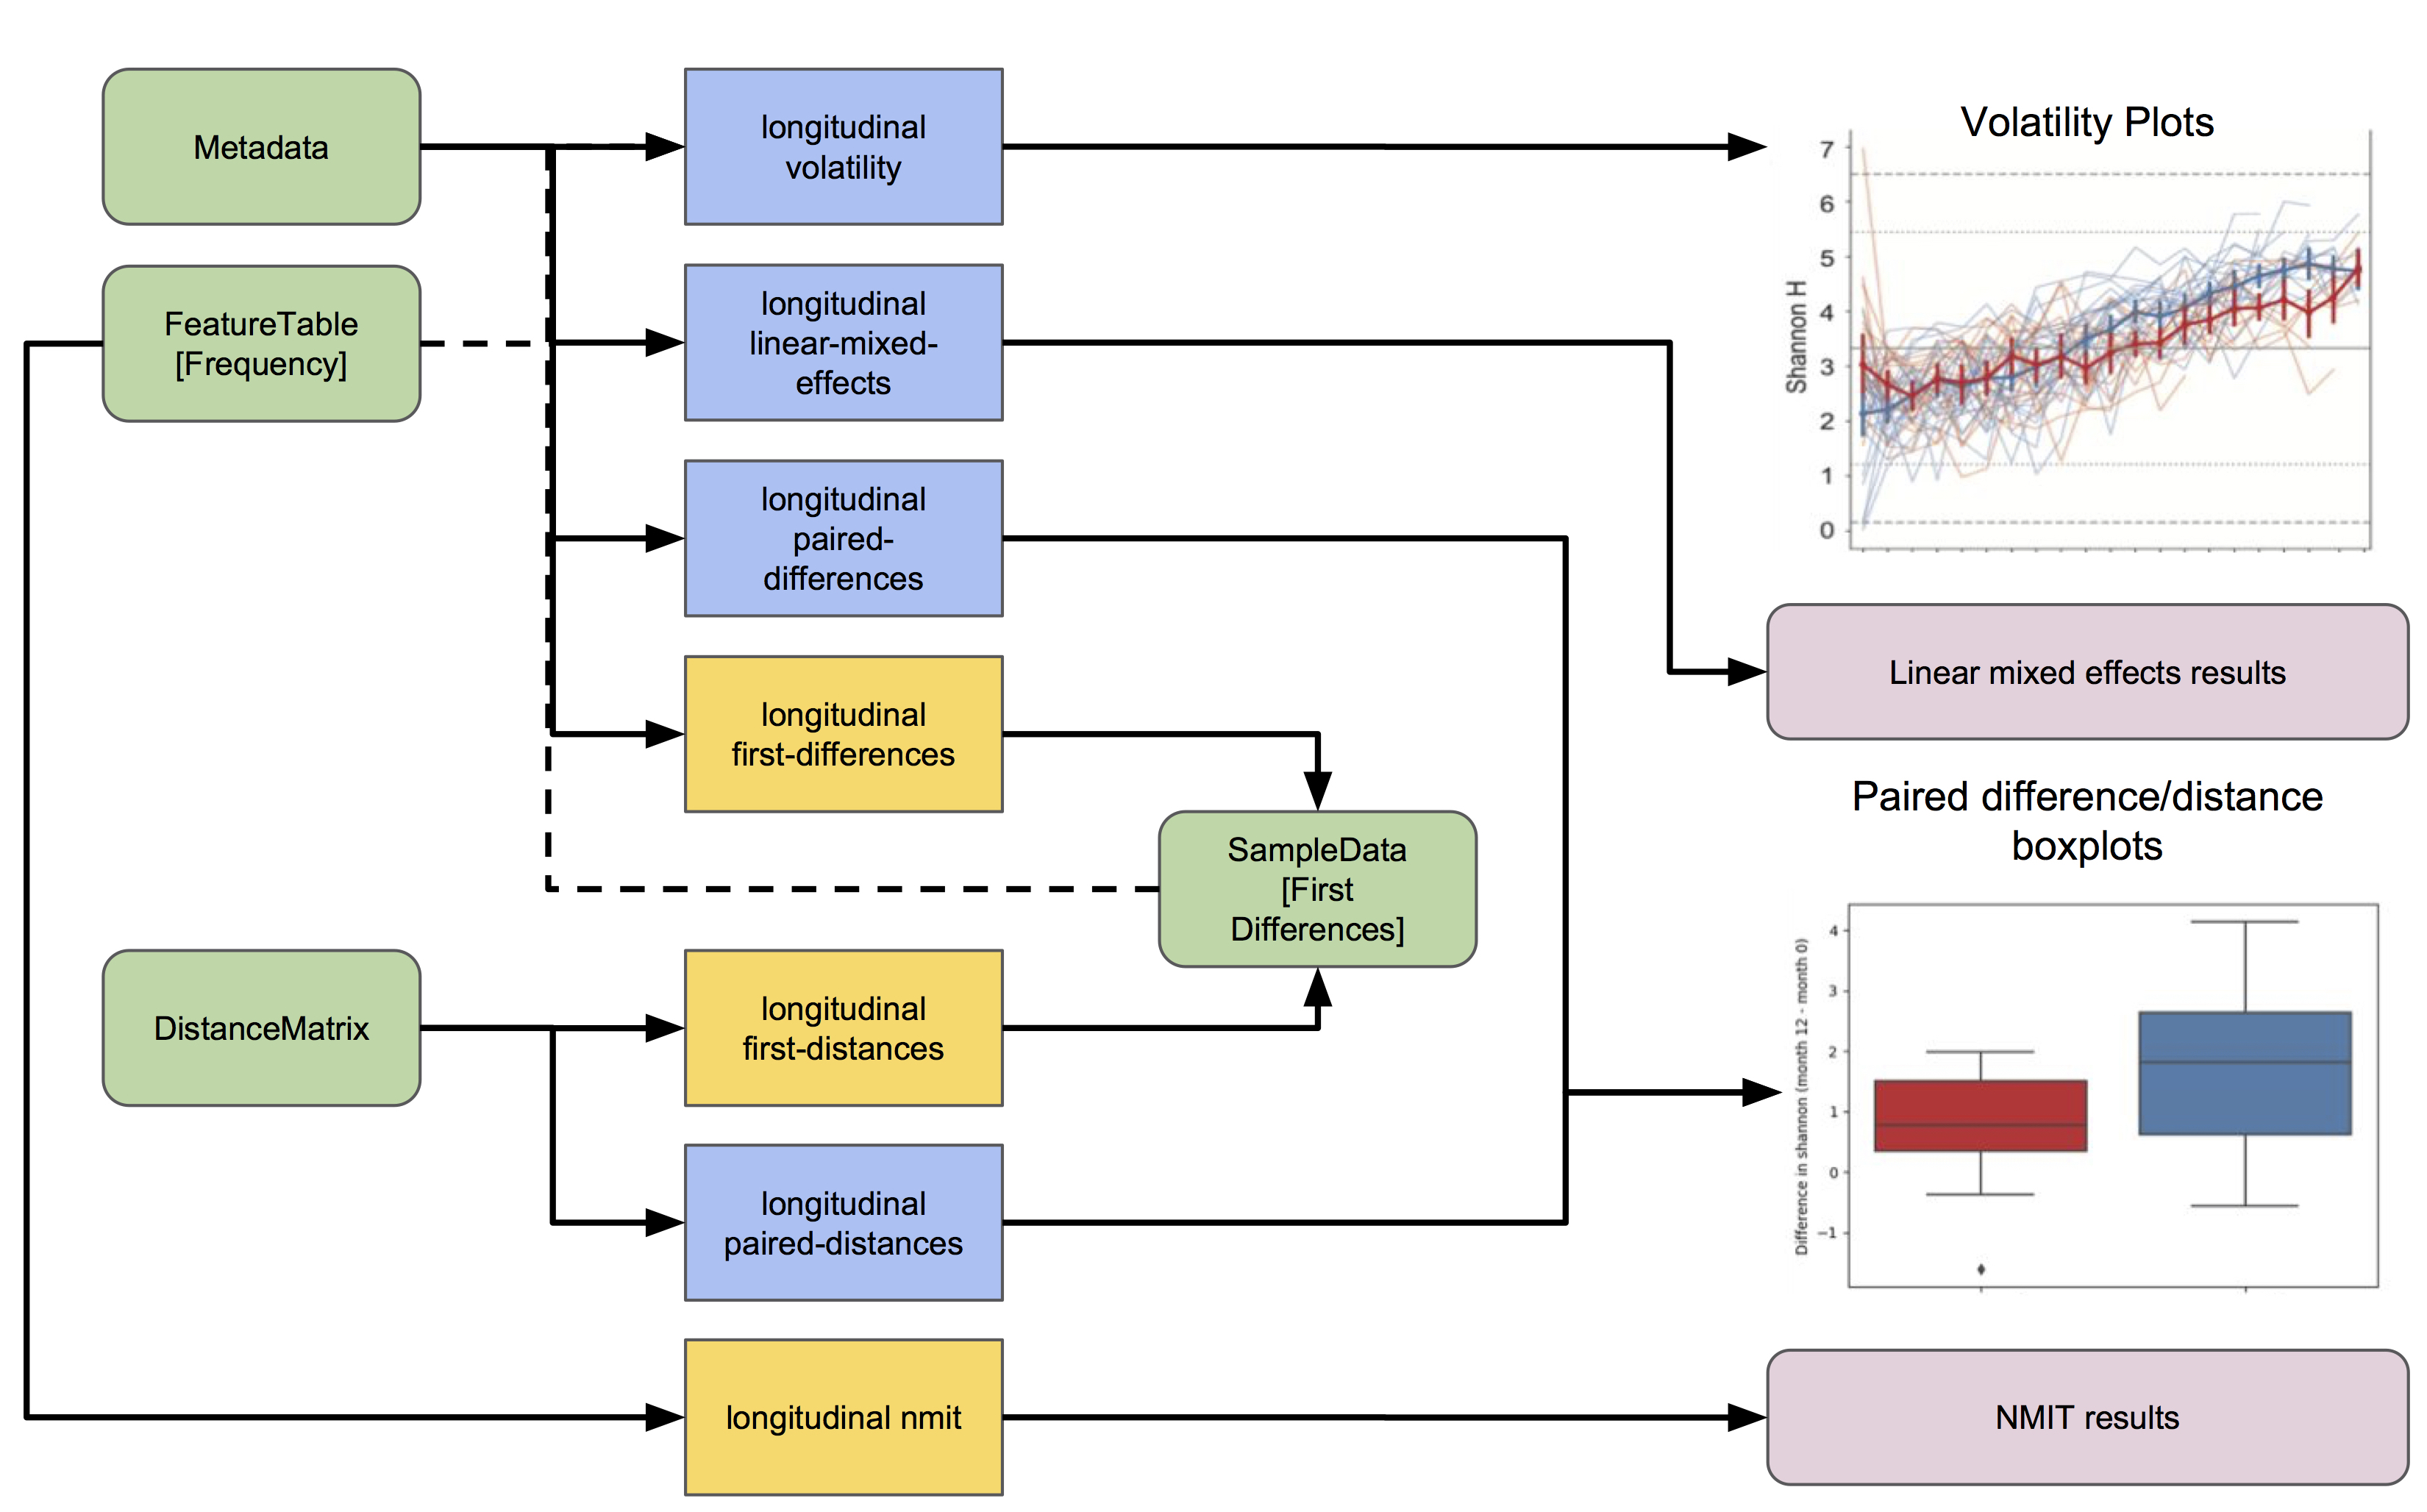 Metadata
FeatureTable
[Frequency]
DistanceMatrix
longitudinal
volatility
longitudinal
linear-mixed-
effects
longitudinal
paired-
differences
longitudinal
first-differences
longitudinal
first-distances
longitudinal
paired-distances
longitudinal nmit
SampleData
[First
Differences]
Volatility Plots
Shannon H
7
6
5
4
3
2
1
0
Linear mixed effects results
Paired difference/distance
boxplots
Difference in shannon (month 12 - month 0)
4
3
2
1
0
−1
NMIT results